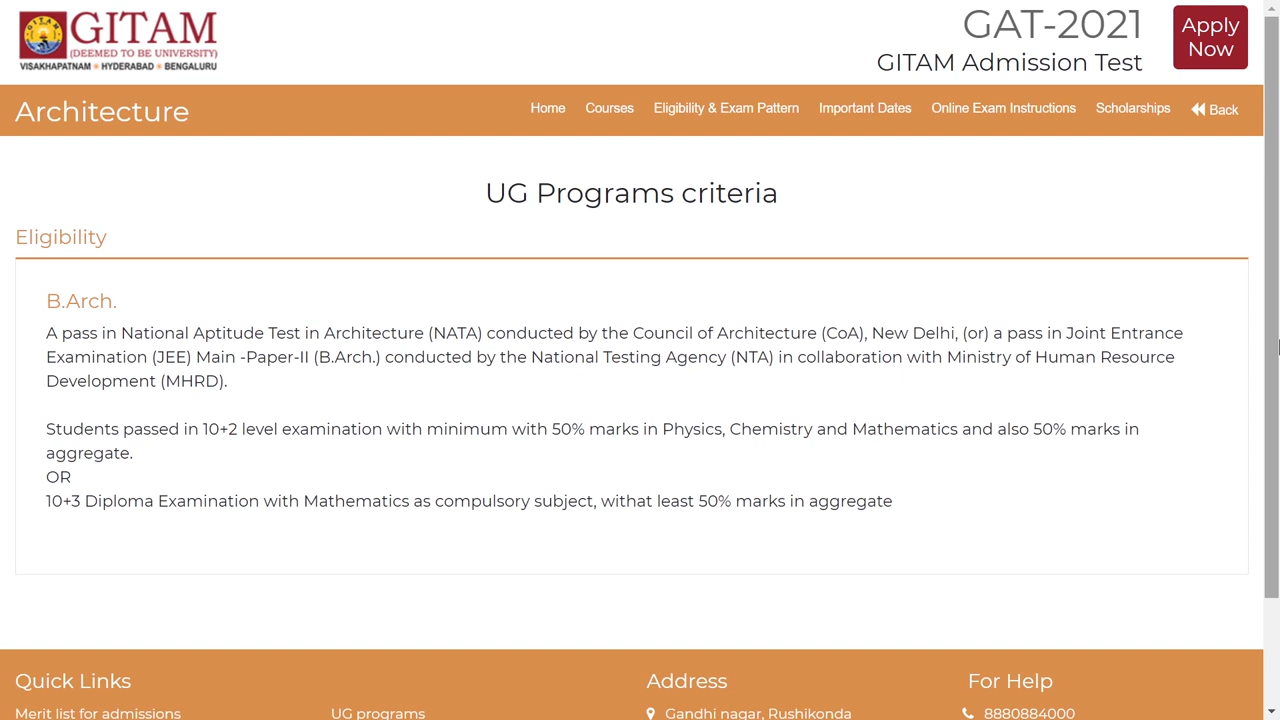 GITAM
(DEEMED TO BE UNIVERSITY)
VISAKHAPATNAM * HYDERABAD * BENGALURU
GAT-2021
GITAM Admission Test
Apply
Now
Architecture
Home Courses Eligibility & Exam Pattern Important Dates Online Exam Instructions Scholarships Back
UG Programs criteria
Eligibility
B.Arch.
A pass in National Aptitude Test in Architecture (NATA) conducted by the Council of Architecture (CoA), New Delhi, (or) a pass in Joint Entrance
Examination (JEE) Main -Paper-II (B.Arch.) conducted by the National Testing Agency (NTA) in collaboration with Ministry of Human Resource
Development (MHRD).
Students passed in 10+2 level examination with minimum with 50% marks in Physics, Chemistry and Mathematics and also 50% marks in
aggregate.
OR
10+3 Diploma Examination with Mathematics as compulsory subject, withat least 50% marks in aggregate
Quick Links Address For Help
Merit list for admissions UG programs Gandhi nagar, Rushikonda 8880884000